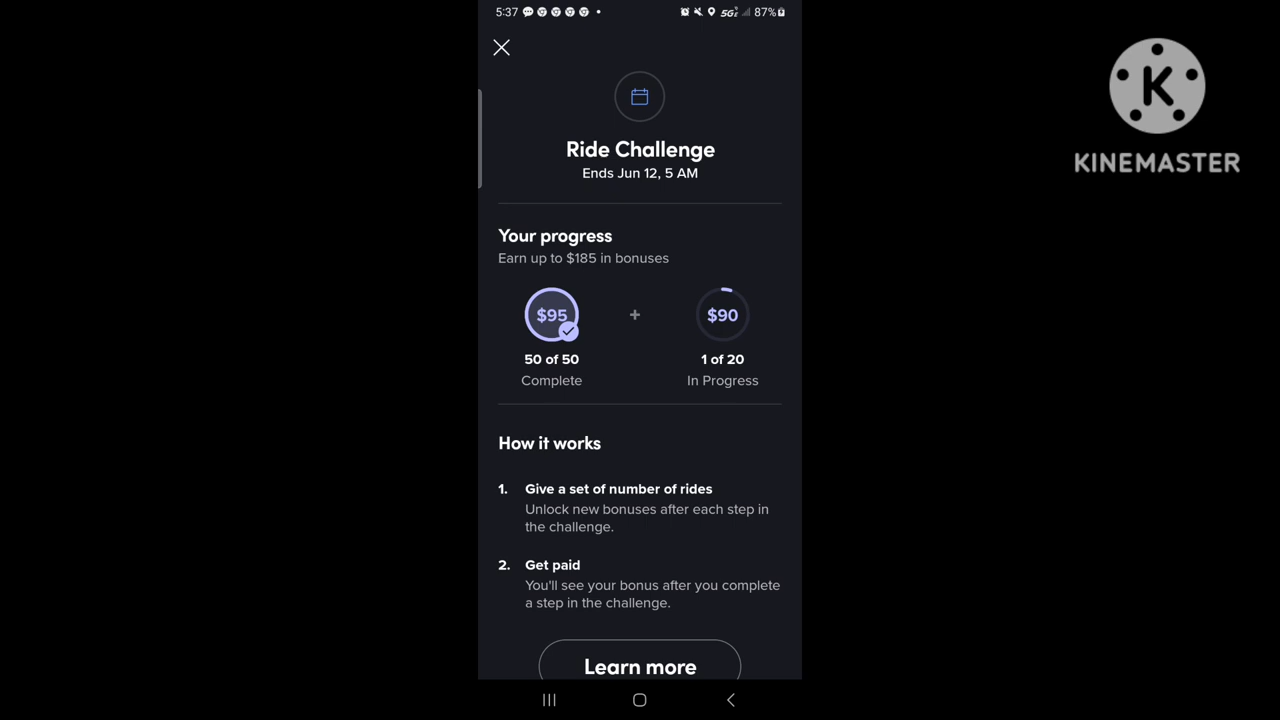 5:37
5G
87%
K
KINEMASTER
Ride Challenge
Ends Jun 12, 5 AM
Your progress
Earn up to $185 in bonuses
$95 + $90
50 of 50 1 of 20
Complete In Progress
How it works
1. Give a set of number of rides
Unlock new bonuses after each step in
the challenge.
2. Get paid
You'll see your bonus after you complete
a step in the challenge.
Learn more